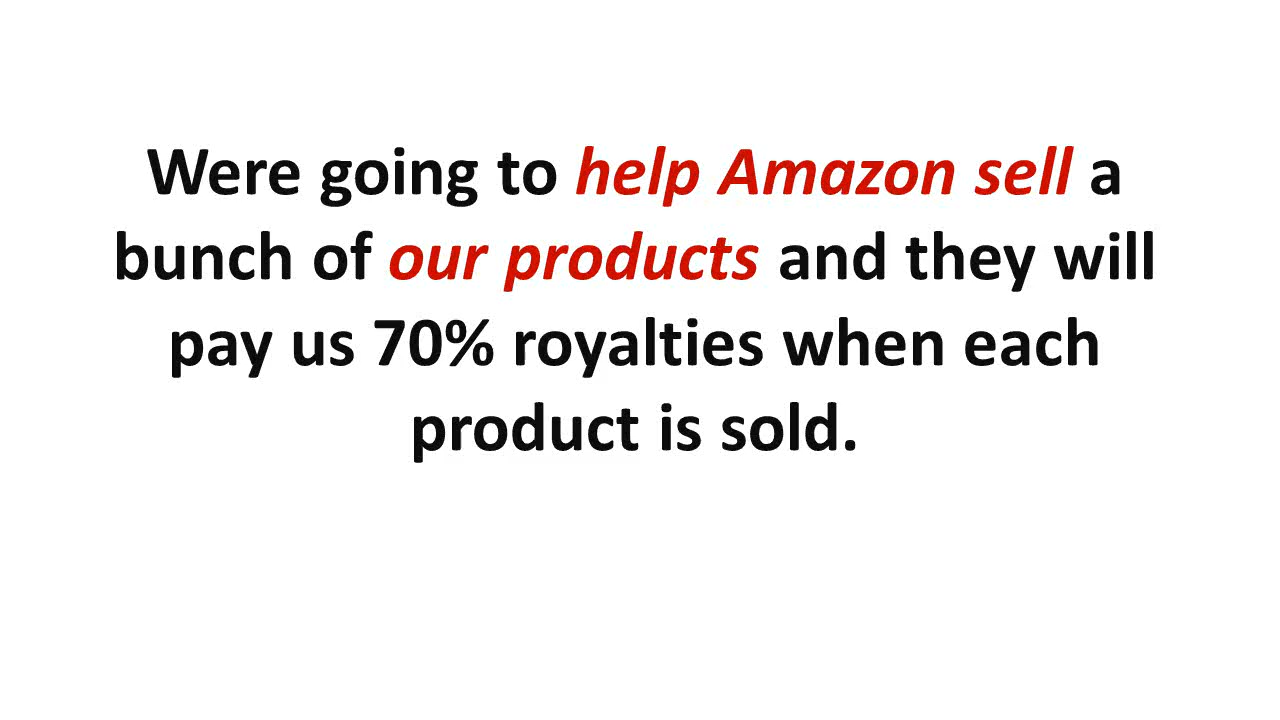 Were going to help Amazon sell a
bunch of our products and they will
pay us 70% royalties when each
product is sold.